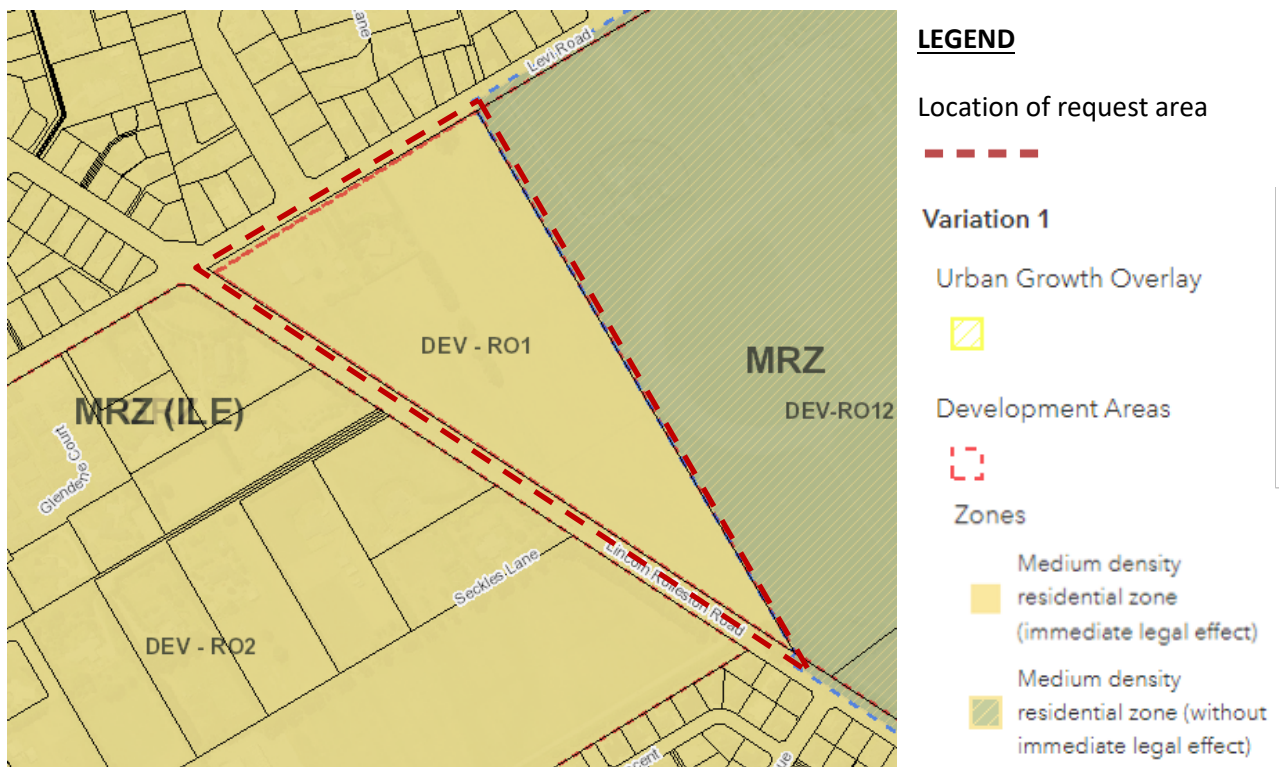 Lane
Levi Road
DEV - RO1
MRZ
DEV-RO12
MRZ (ILE)
Glendeve Court
Seckles Lane
Lincoln Rolleston Road
DEV - RO2
LEGEND
Location of request area
Variation 1
Urban Growth Overlay
Development Areas
Zones
Medium density
residential zone
(immediate legal effect)
Medium density
residential zone (without
immediate legal effect)